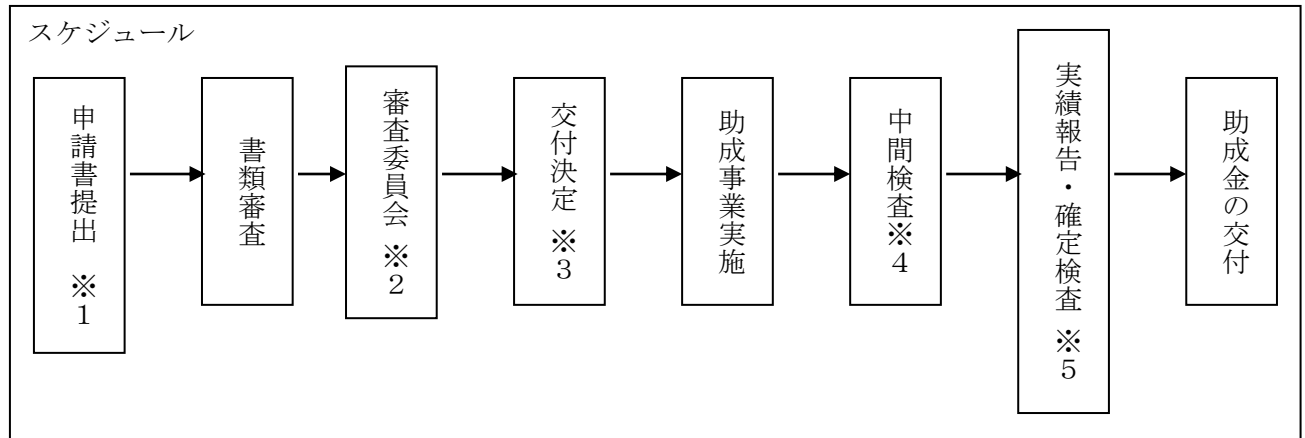 スケジュール
申請書提出 ※1
書類審査
審査委員会 ※2
交付決定 ※3
助成事業実施
中間検査※4
実績報告・確定検査 ※5
助成金の交付